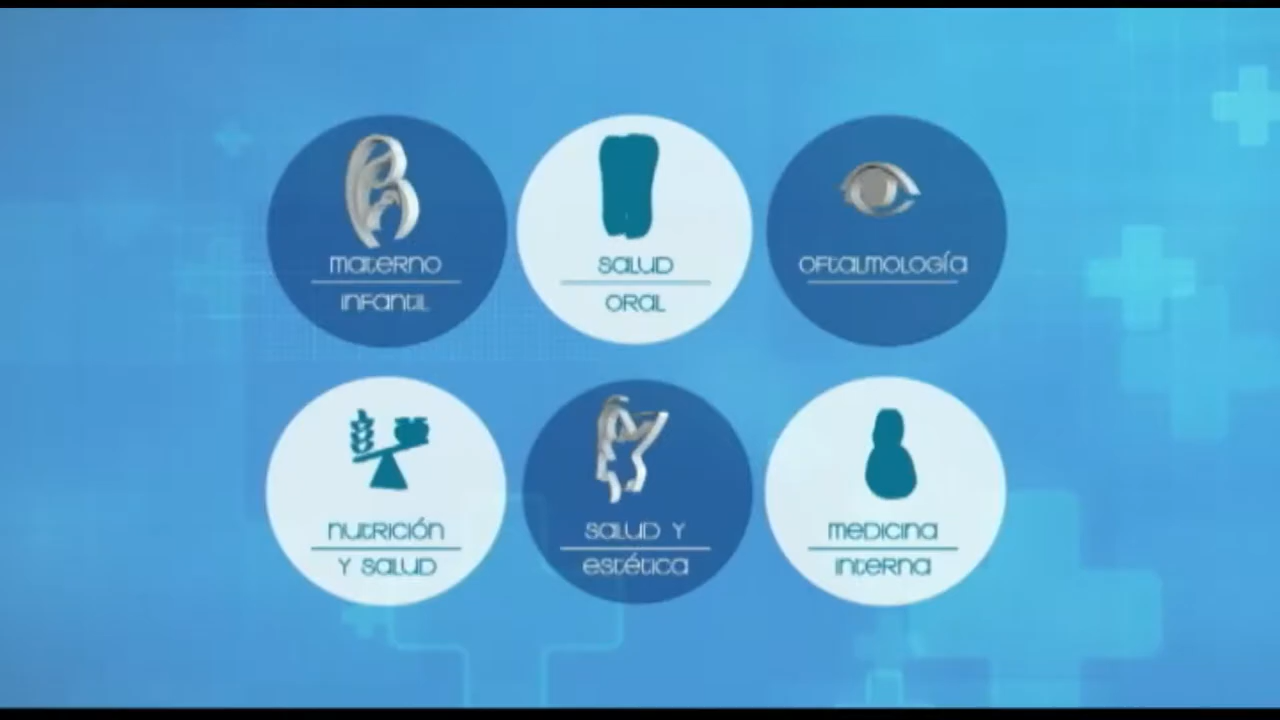 materno
infantil
salud
oral
oftalmología
nutrición
y salud
salud y
estética
medicina
interna